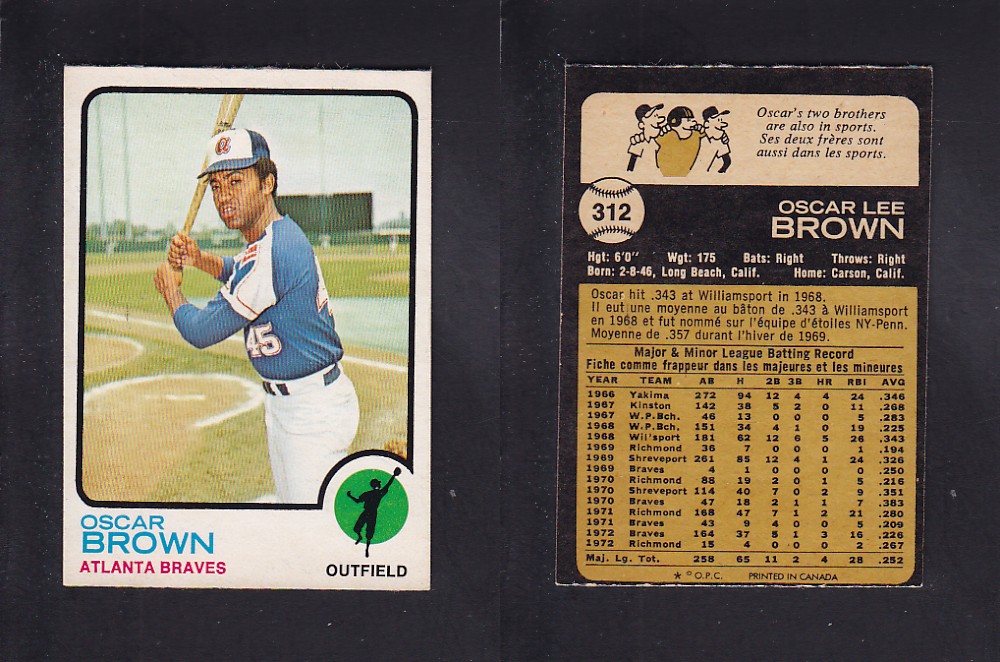 a
45
OSCAR
BROWN
ATLANTA BRAVES
OUTFIELD
Oscar's two brothers
are also in sports.
Ses deux frères sont
aussi dans les sports.
312
OSCAR LEE
BROWN
Hgt: 6'0" Wgt: 175 Bats: Right Throws: Right
Born: 2-8-46, Long Beach, Calif. Home: Carson, Calif.
Oscar hit .343 at Williamsport in 1968.
Il eut une moyenne au bâton de .343 à Williamsport
en 1968 et fut nommé sur l'équipe d'étoiles NY-Penn.
Moyenne de .357 durant l'hiver de 1969.
Major & Minor League Batting Record
Fiche comme frappeur dans les majeures et les mineures
YEAR TEAM AB H 2B 3B HR RBI AVG
1966 Yakima 272 94 12 4 4 24 .346
1967 Kinston 142 38 5 2 0 11 .268
1967 W.P.Bch. 46 13 0 0 0 5 .283
1968 W.P.Bch. 151 34 4 1 0 19 .225
1968 Wil'sport 181 62 12 6 5 26 .343
1969 Richmond 36 7 0 0 0 1 .194
1969 Shreveport 261 85 12 4 1 24 .326
1969 Braves 4 1 0 0 0 0 .250
1970 Richmond 88 19 2 0 1 5 .216
1970 Shreveport 114 40 7 0 2 9 .351
1970 Braves 47 18 2 1 1 7 .383
1971 Richmond 168 47 7 1 2 21 .280
1971 Braves 43 9 4 0 0 5 .209
1972 Braves 164 37 5 1 3 16 .226
1972 Richmond 15 4 0 0 0 2 .267
Maj. Lg. Tot. 258 65 11 2 4 28 .252
* © O.P.C. PRINTED IN CANADA